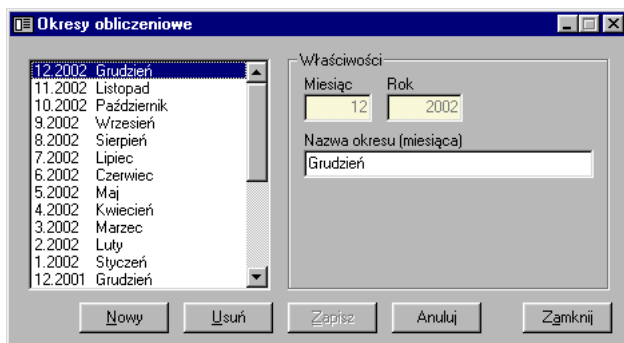 Okresy obliczeniowe
12.2002 Grudzień
11.2002 Listopad
10.2002 Październik
9.2002 Wrzesień
8.2002 Sierpień
7.2002 Lipiec
6.2002 Czerwiec
5.2002 Maj
4.2002 Kwiecień
3.2002 Marzec
2.2002 Luty
1.2002 Styczeń
12.2001 Grudzień
Właściwości
Miesiąc Rok
12 2002
Nazwa okresu (miesiąca)
Grudzień
Nowy Usuń Zapisz Anuluj Zamknij